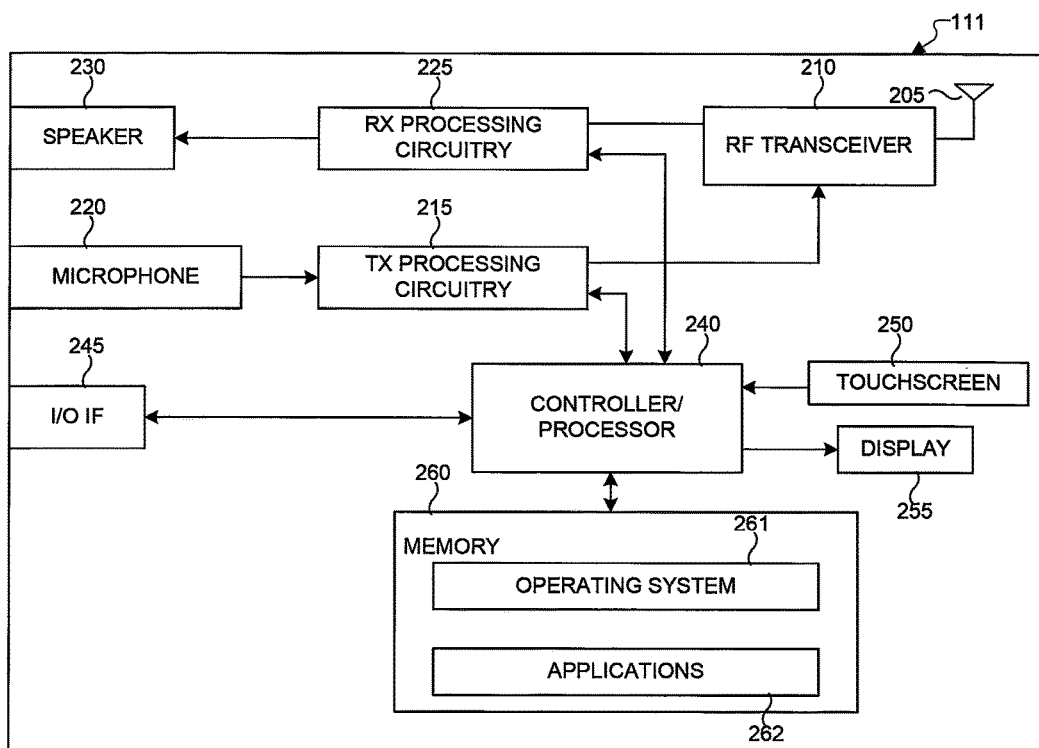 111
230
225
210
205
SPEAKER
RX PROCESSING
CIRCUITRY
RF TRANSCEIVER
220
215
MICROPHONE
TX PROCESSING
CIRCUITRY
245
240
250
I/O IF
CONTROLLER/
PROCESSOR
TOUCHSCREEN
DISPLAY
255
260
MEMORY
261
OPERATING SYSTEM
APPLICATIONS
262